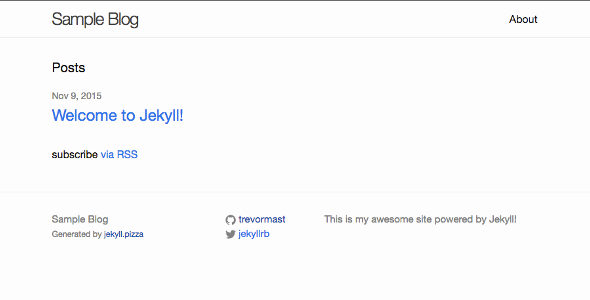 Sample Blog
About
Posts
Nov 9, 2015
Welcome to Jekyll!
subscribe via RSS
Sample Blog
Generated by jekyll.pizza
trevormast
jekyllrb
This is my awesome site powered by Jekyll!